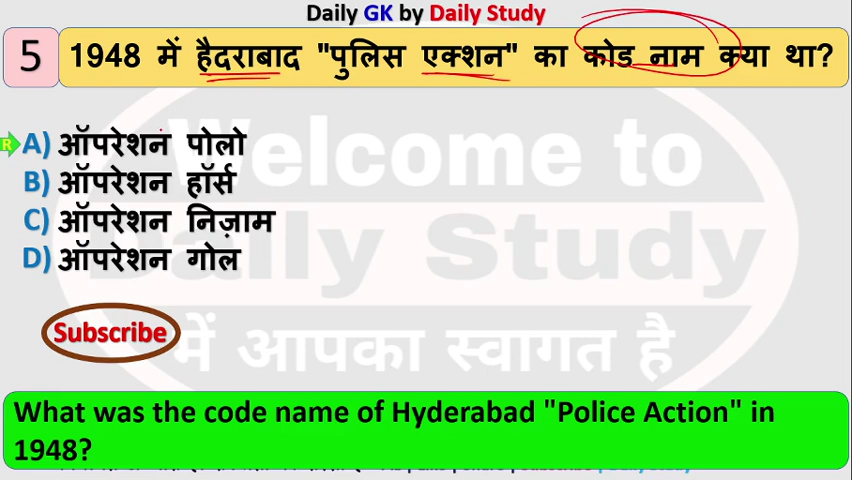 Daily GK by Daily Study
5 1948 में हैदराबाद "पुलिस एक्शन" का कोड नाम क्या था?
R A) ऑपरेशन पोलो
B) ऑपरेशन हॉर्स
C) ऑपरेशन निज़ाम
D) ऑपरेशन गोल
Welcome to
Daily Study
में आपका स्वागत है
Subscribe
What was the code name of Hyderabad "Police Action" in
1948?